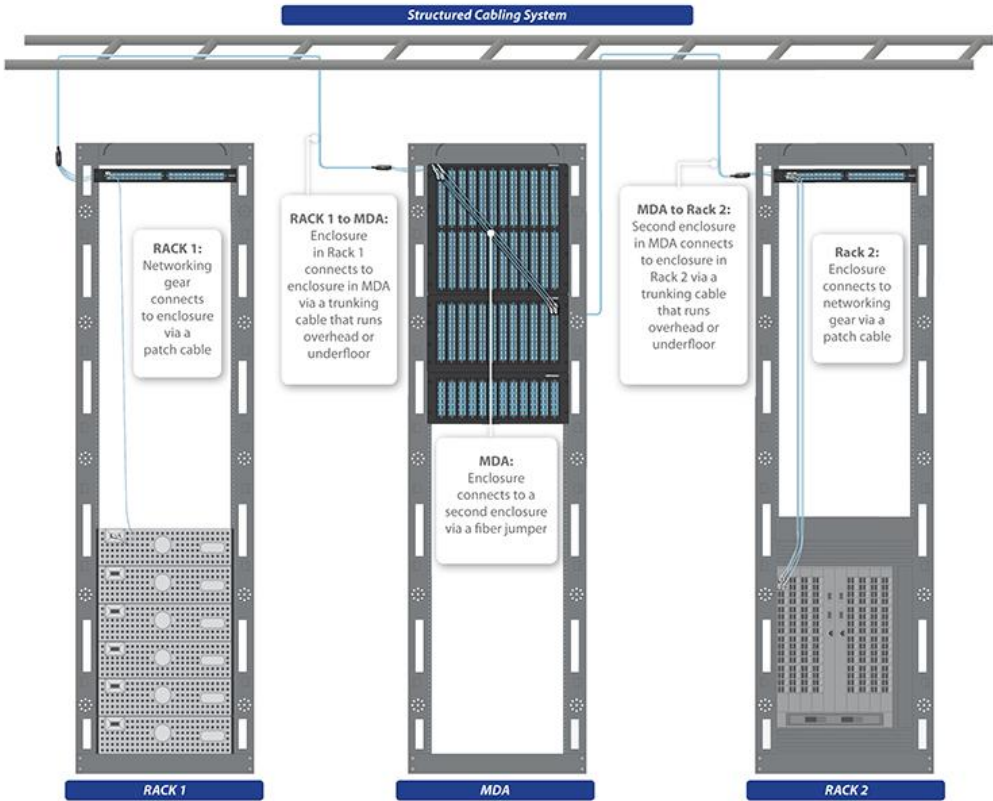 Structured Cabling System
RACK 1:
Networking
gear
connects
to enclosure
via a
patch cable
RACK 1 to MDA:
Enclosure
in Rack 1
connects to
enclosure in MDA
via a trunking
cable that runs
overhead or
underfloor
MDA:
Enclosure
connects to a
second enclosure
via a fiber jumper
MDA to Rack 2:
Second enclosure
in MDA connects
to enclosure in
Rack 2 via a
trunking cable
that runs
overhead or
underfloor
Rack 2:
Enclosure
connects to
networking
gear via a
patch cable
RACK 1
MDA
RACK 2